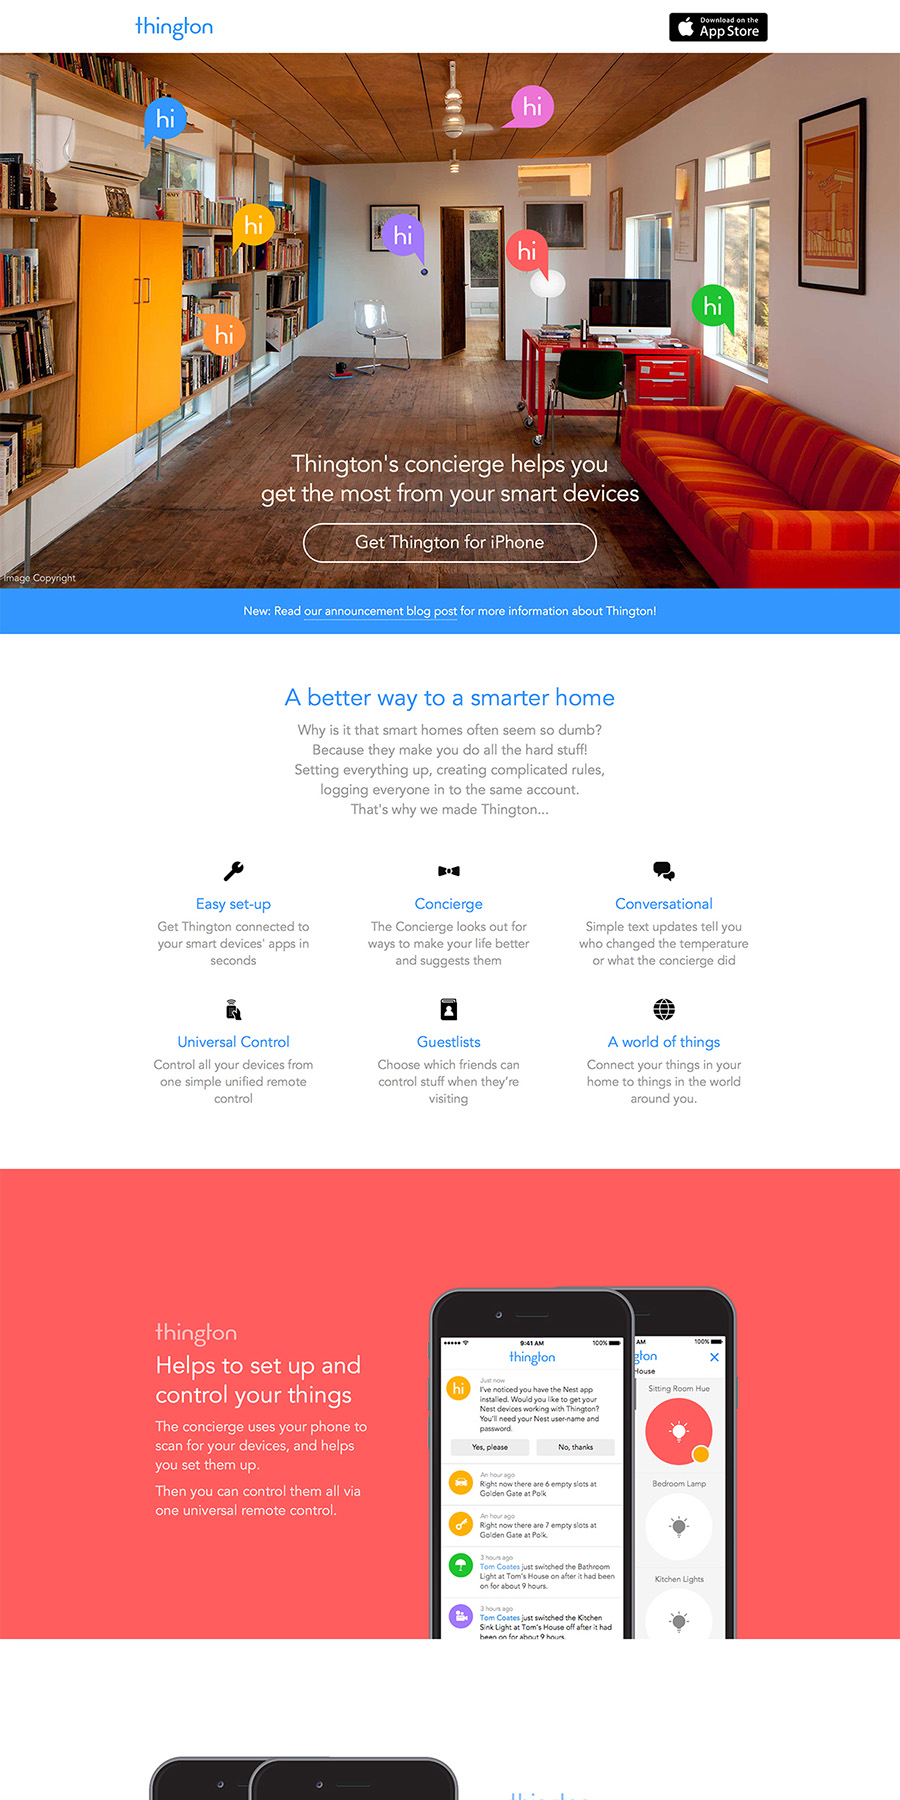 thington
Download on the
App Store
hi
hi
hi
hi
hi
hi
hi
Thington's concierge helps you
get the most from your smart devices
Get Thington for iPhone
Image Copyright
New: Read our announcement blog post for more information about Thington!
A better way to a smarter home
Why is it that smart homes often seem so dumb?
Because they make you do all the hard stuff!
Setting everything up, creating complicated rules,
logging everyone in to the same account.
That's why we made Thington...
Easy set-up
Get Thington connected to
your smart devices' apps in
seconds
Concierge
The Concierge looks out for
ways to make your life better
and suggests them
Conversational
Simple text updates tell you
who changed the temperature
or what the concierge did
Universal Control
Control all your devices from
one simple unified remote
control
Guestlists
Choose which friends can
control stuff when they're
visiting
A world of things
Connect your things in your
home to things in the world
around you.
thington
Helps to set up and
control your things
The concierge uses your phone to
scan for your devices, and helps
you set them up.
Then you can control them all via
one universal remote control.
9:41 AM
100%
thington
hi
Just now
I've noticed you have the Nest app
installed. Would you like to get your
Nest devices working with Thington?
You'll need your Nest user-name and
password.
Yes, please
No, thanks
An hour ago
Right now there are 6 empty slots at
Golden Gate at Polk
An hour ago
Right now there are 7 empty slots at
Golden Gate at Polk.
3 hours ago
Tom Coates just switched the Bathroom
Light at Tom's House on after it had been
on for about 9 hours.
3 hours ago
Tom Coates just switched the Kitchen
Sink Light at Tom's House off after it had
been on for about 9 hours.
AM
100%
ngton
House
Sitting Room Hue
Bedroom Lamp
Kitchen Lights
thington